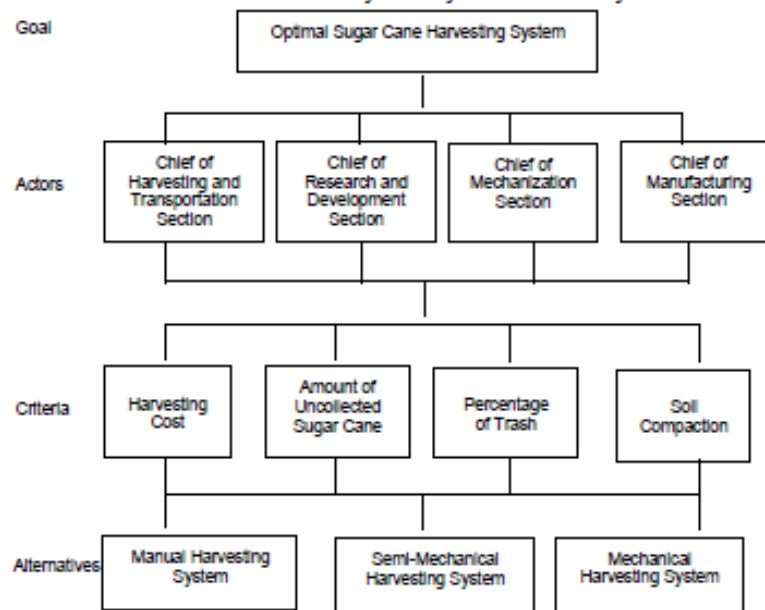 Goal
Optimal Sugar Cane Harvesting System
Actors
Chief of
Harvesting and
Transportation
Section
Chief of
Research and
Development
Section
Chief of
Mechanization
Section
Chief of
Manufacturing
Section
Criteria
Harvesting
Cost
Amount of
Uncollected
Sugar Cane
Percentage
of Trash
Soil
Compaction
Alternatives
Manual Harvesting
System
Semi-Mechanical
Harvesting System
Mechanical
Harvesting System